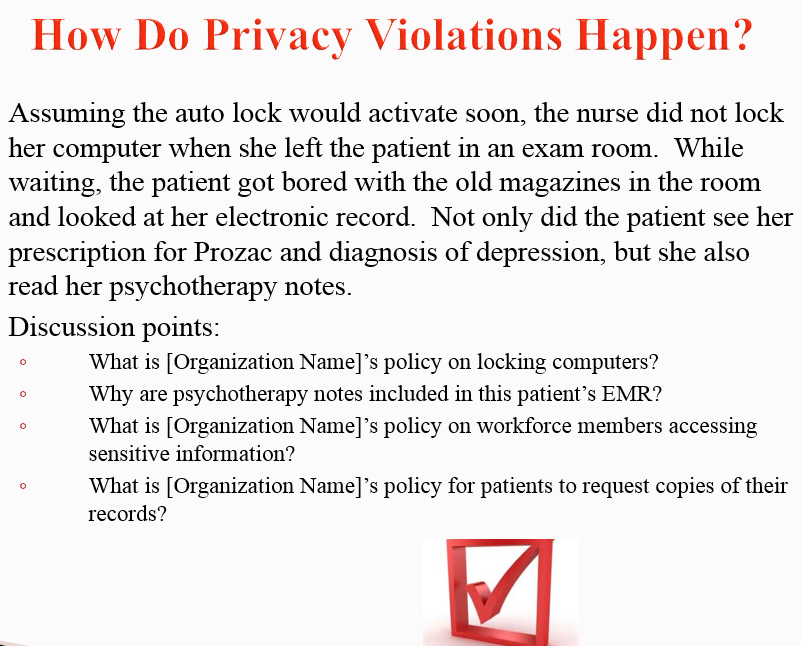 How Do Privacy Violations Happen?
Assuming the auto lock would activate soon, the nurse did not lock
her computer when she left the patient in an exam room.  While
waiting, the patient got bored with the old magazines in the room
and looked at her electronic record.  Not only did the patient see her
prescription for Prozac and diagnosis of depression, but she also
read her psychotherapy notes.
Discussion points:
◦ What is [Organization Name]’s policy on locking computers?
◦ Why are psychotherapy notes included in this patient’s EMR?
◦ What is [Organization Name]’s policy on workforce members accessing
sensitive information?
◦ What is [Organization Name]’s policy for patients to request copies of their
records?